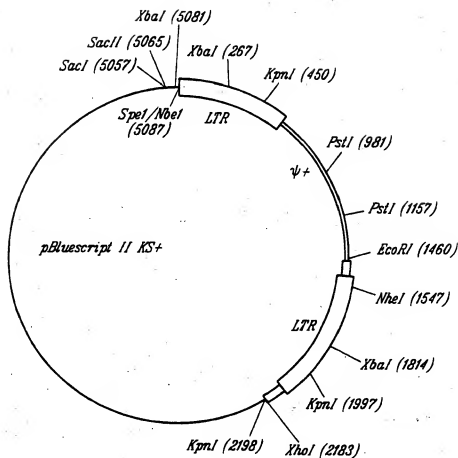 XbaI (5081)
SacII (5065)
SacI (5057)
XbaI (267)
KpnI (450)
SpeI/NheI
(5087)
LTR
PstI (981)
ψ+
PstI (1157)
EcoRI (1460)
pBluescript II KS+
NheI (1547)
LTR
XbaI (1814)
KpnI (1997)
KpnI (2198)
XhoI (2183)